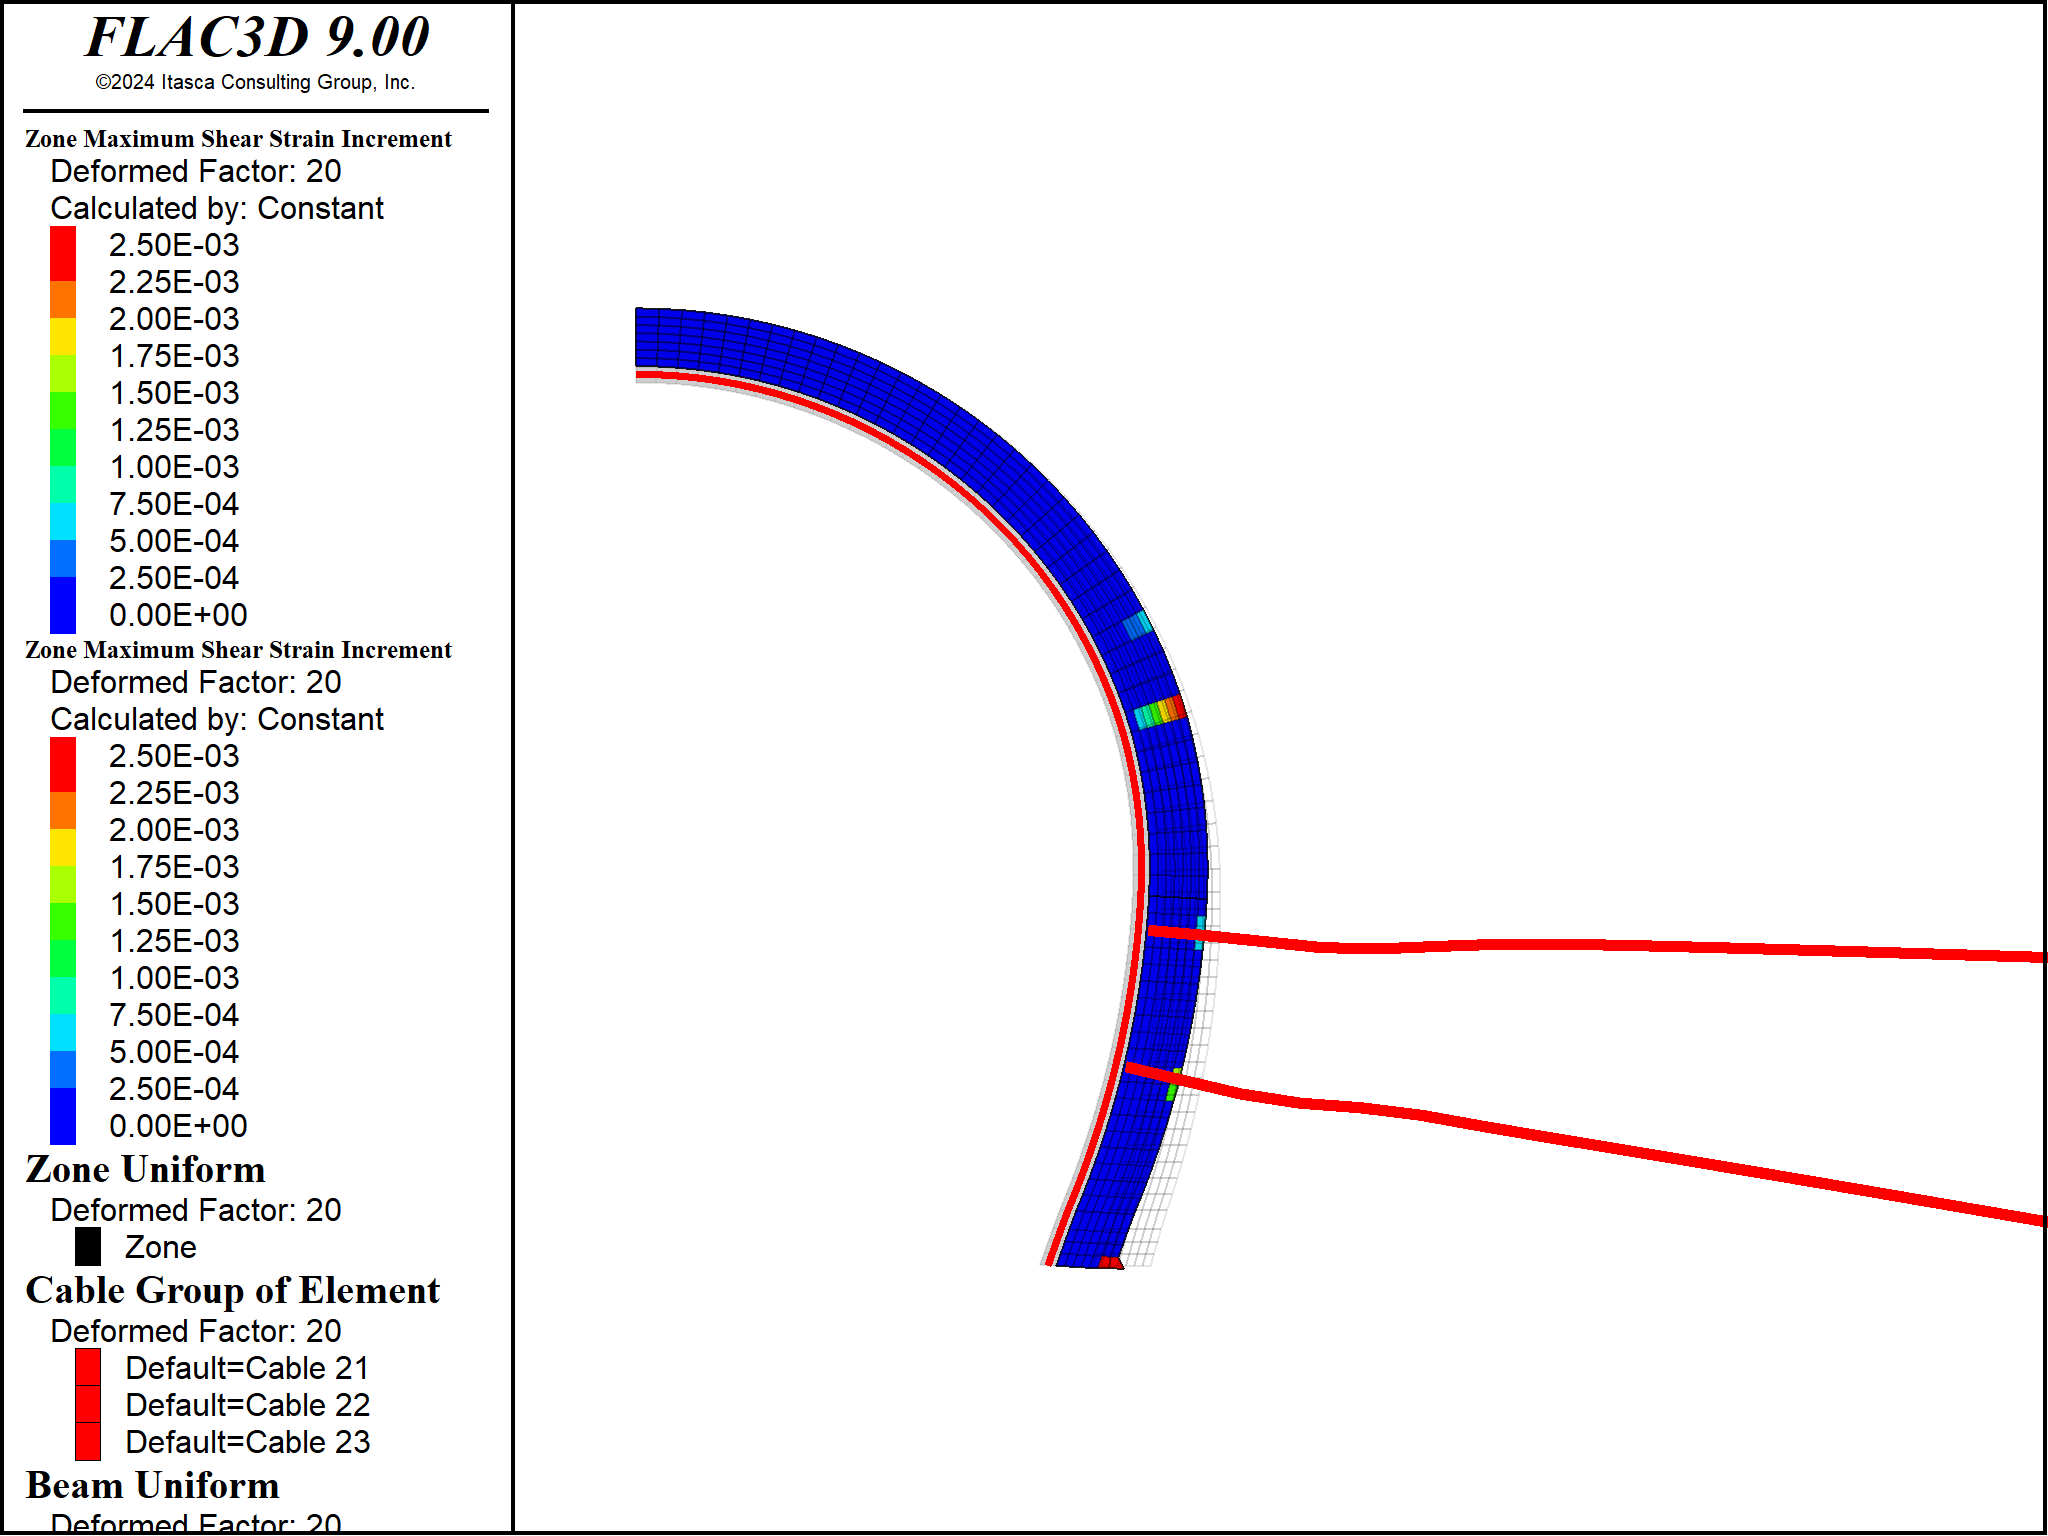 FLAC3D 9.00
©2024 Itasca Consulting Group, Inc.
Zone Maximum Shear Strain Increment
Deformed Factor: 20
Calculated by: Constant
2.50E-03
2.25E-03
2.00E-03
1.75E-03
1.50E-03
1.25E-03
1.00E-03
7.50E-04
5.00E-04
2.50E-04
0.00E+00
Zone Maximum Shear Strain Increment
Deformed Factor: 20
Calculated by: Constant
2.50E-03
2.25E-03
2.00E-03
1.75E-03
1.50E-03
1.25E-03
1.00E-03
7.50E-04
5.00E-04
2.50E-04
0.00E+00
Zone Uniform
Deformed Factor: 20
Zone
Cable Group of Element
Deformed Factor: 20
Default=Cable 21
Default=Cable 22
Default=Cable 23
Beam Uniform
Deformed Factor: 20